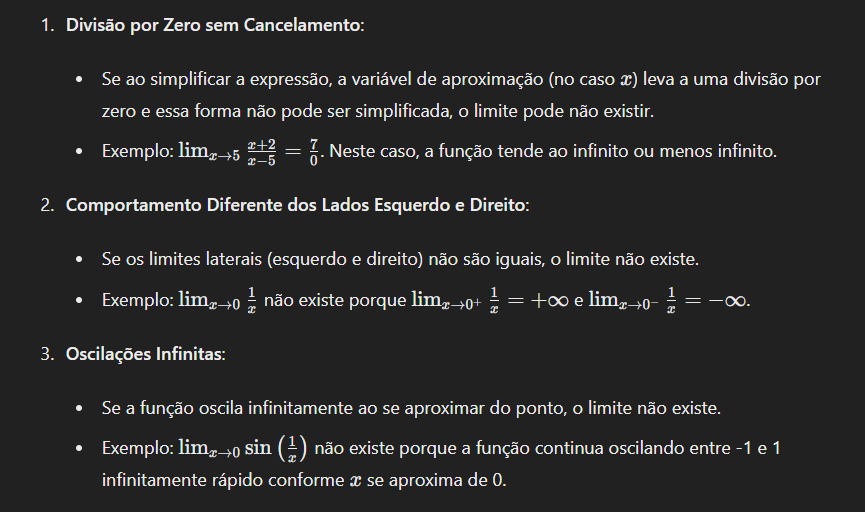 1. Divisão por Zero sem Cancelamento:
• Se ao simplificar a expressão, a variável de aproximação (no caso x) leva a uma divisão por
zero e essa forma não pode ser simplificada, o limite pode não existir.
• Exemplo: lim_{x→5} \frac{x+2}{x−5} = \frac{7}{0}. Neste caso, a função tende ao infinito ou menos infinito.
2. Comportamento Diferente dos Lados Esquerdo e Direito:
• Se os limites laterais (esquerdo e direito) não são iguais, o limite não existe.
• Exemplo: lim_{x→0} \frac{1}{x} não existe porque lim_{x→0^+} \frac{1}{x} = +∞ e lim_{x→0^−} \frac{1}{x} = −∞.
3. Oscilações Infinitas:
• Se a função oscila infinitamente ao se aproximar do ponto, o limite não existe.
• Exemplo: lim_{x→0} sin (\frac{1}{x}) não existe porque a função continua oscilando entre -1 e 1
infinitamente rápido conforme x se aproxima de 0.